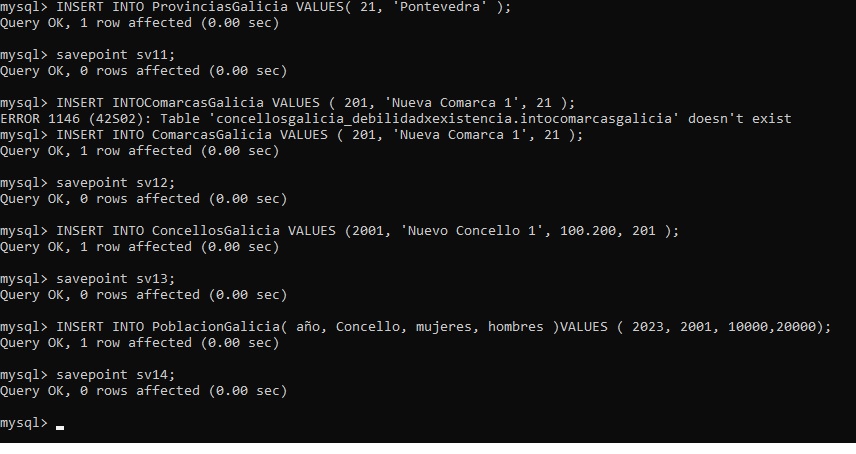 mysql> INSERT INTO ProvinciasGalicia VALUES( 21, 'Pontevedra' );
Query OK, 1 row affected (0.00 sec)
mysql> savepoint sv11;
Query OK, 0 rows affected (0.00 sec)
mysql> INSERT INTOComarcasGalicia VALUES ( 201, 'Nueva Comarca 1', 21 );
ERROR 1146 (42S02): Table 'concellosgalicia_debilidadxexistencia.intocomarcasgalicia' doesn't exist
mysql> INSERT INTO ComarcasGalicia VALUES ( 201, 'Nueva Comarca 1', 21 );
Query OK, 1 row affected (0.00 sec)
mysql> savepoint sv12;
Query OK, 0 rows affected (0.00 sec)
mysql> INSERT INTO ConcellosGalicia VALUES (2001, 'Nuevo Concello 1', 100.200, 201 );
Query OK, 1 row affected (0.00 sec)
mysql> savepoint sv13;
Query OK, 0 rows affected (0.00 sec)
mysql> INSERT INTO PoblacionGalicia( año, Concello, mujeres, hombres )VALUES ( 2023, 2001, 10000,20000);
Query OK, 1 row affected (0.00 sec)
mysql> savepoint sv14;
Query OK, 0 rows affected (0.00 sec)
mysql>